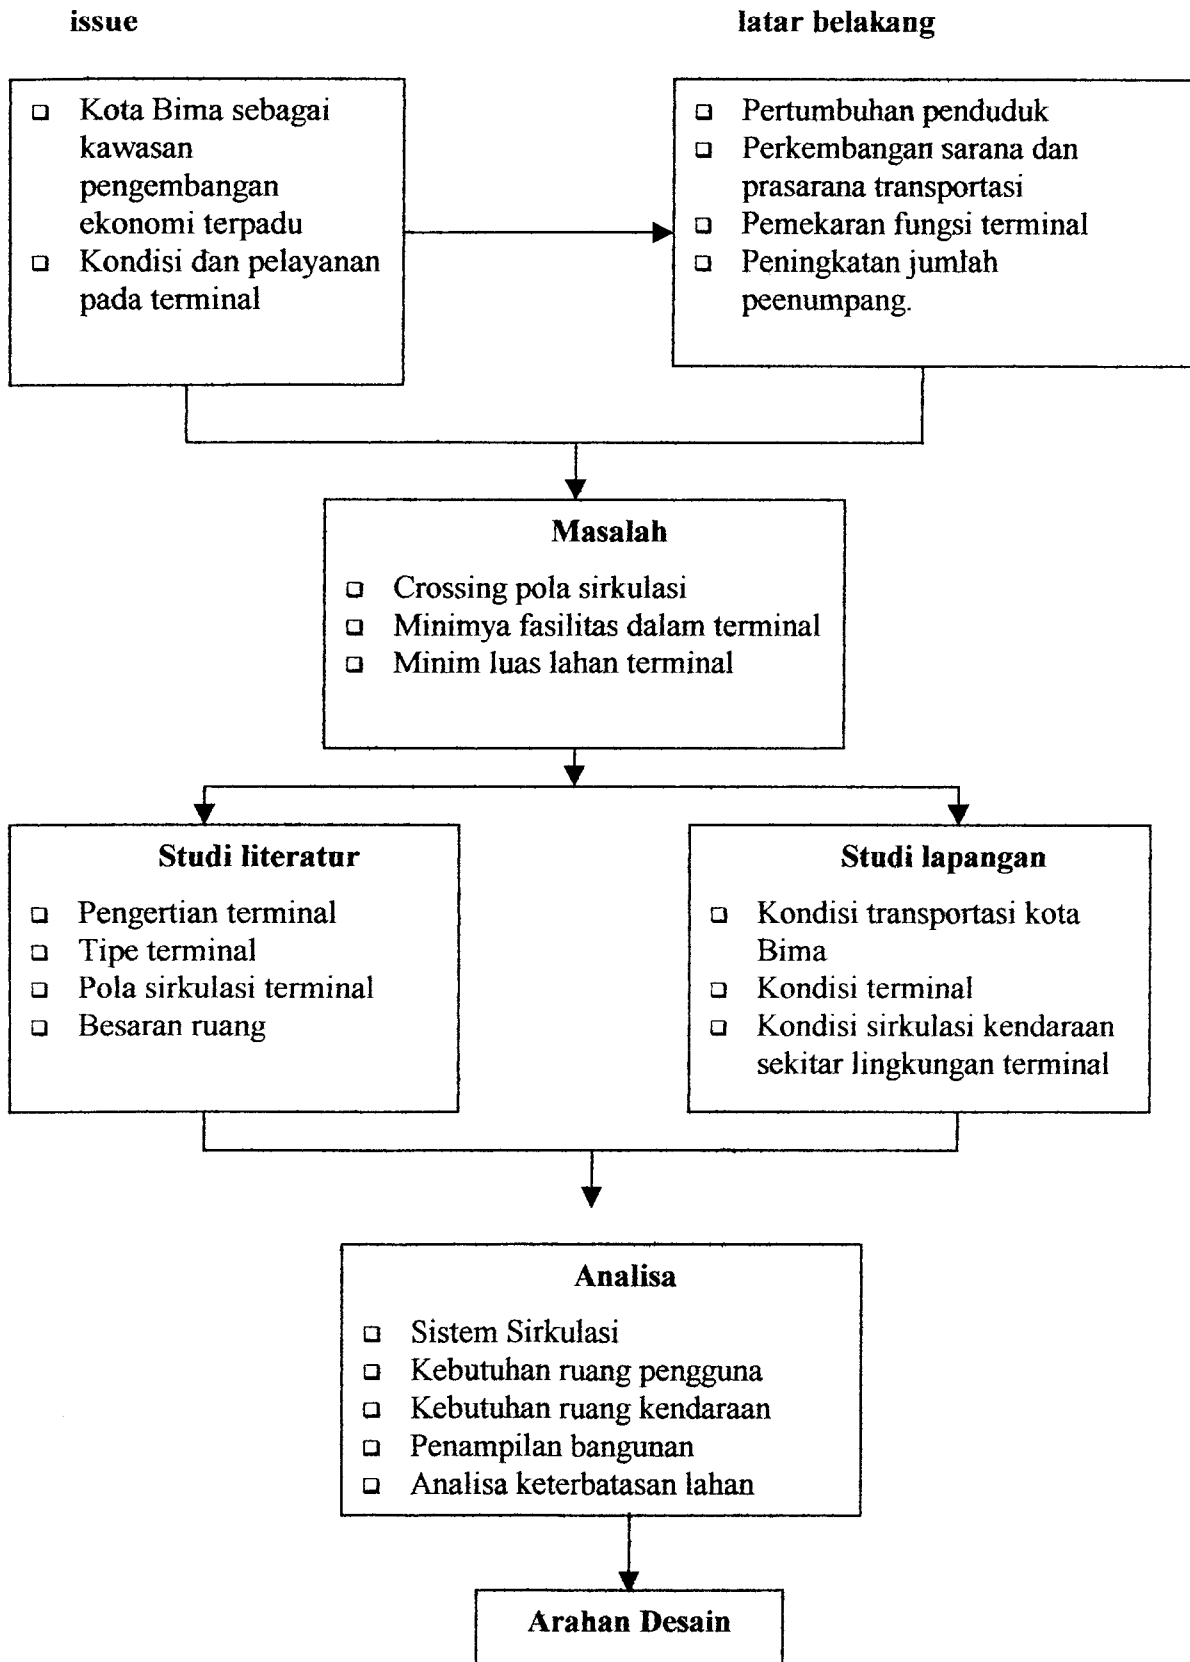 issue
latar belakang
Kota Bima sebagai
kawasan
pengembangan
ekonomi terpadu
Kondisi dan pelayanan
pada terminal
Pertumbuhan penduduk
Perkembangan sarana dan
prasarana transportasi
Pemekaran fungsi terminal
Peningkatan jumlah
peenumpang.
Masalah
Crossing pola sirkulasi
Minimya fasilitas dalam terminal
Minim luas lahan terminal
Studi literatur
Pengertian terminal
Tipe terminal
Pola sirkulasi terminal
Besaran ruang
Studi lapangan
Kondisi transportasi kota
Bima
Kondisi terminal
Kondisi sirkulasi kendaraan
sekitar lingkungan terminal
Analisa
Sistem Sirkulasi
Kebutuhan ruang pengguna
Kebutuhan ruang kendaraan
Penampilan bangunan
Analisa keterbatasan lahan
Arahan Desain